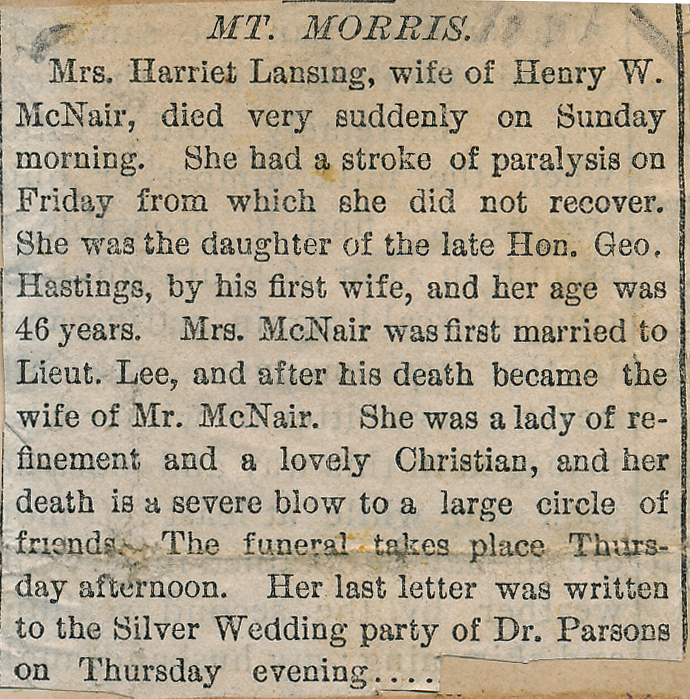 MT. MORRIS.
Mrs. Harriet Lansing, wife of Henry W.
McNair, died very suddenly on Sunday
morning. She had a stroke of paralysis on
Friday from which she did not recover.
She was the daughter of the late Hon. Geo.
Hastings, by his first wife, and her age was
46 years. Mrs. McNair was first married to
Lieut. Lee, and after his death became the
wife of Mr. McNair. She was a lady of re-
finement and a lovely Christian, and her
death is a severe blow to a large circle of
friends. The funeral takes place Thurs-
day afternoon. Her last letter was written
to the Silver Wedding party of Dr. Parsons
on Thursday evening....